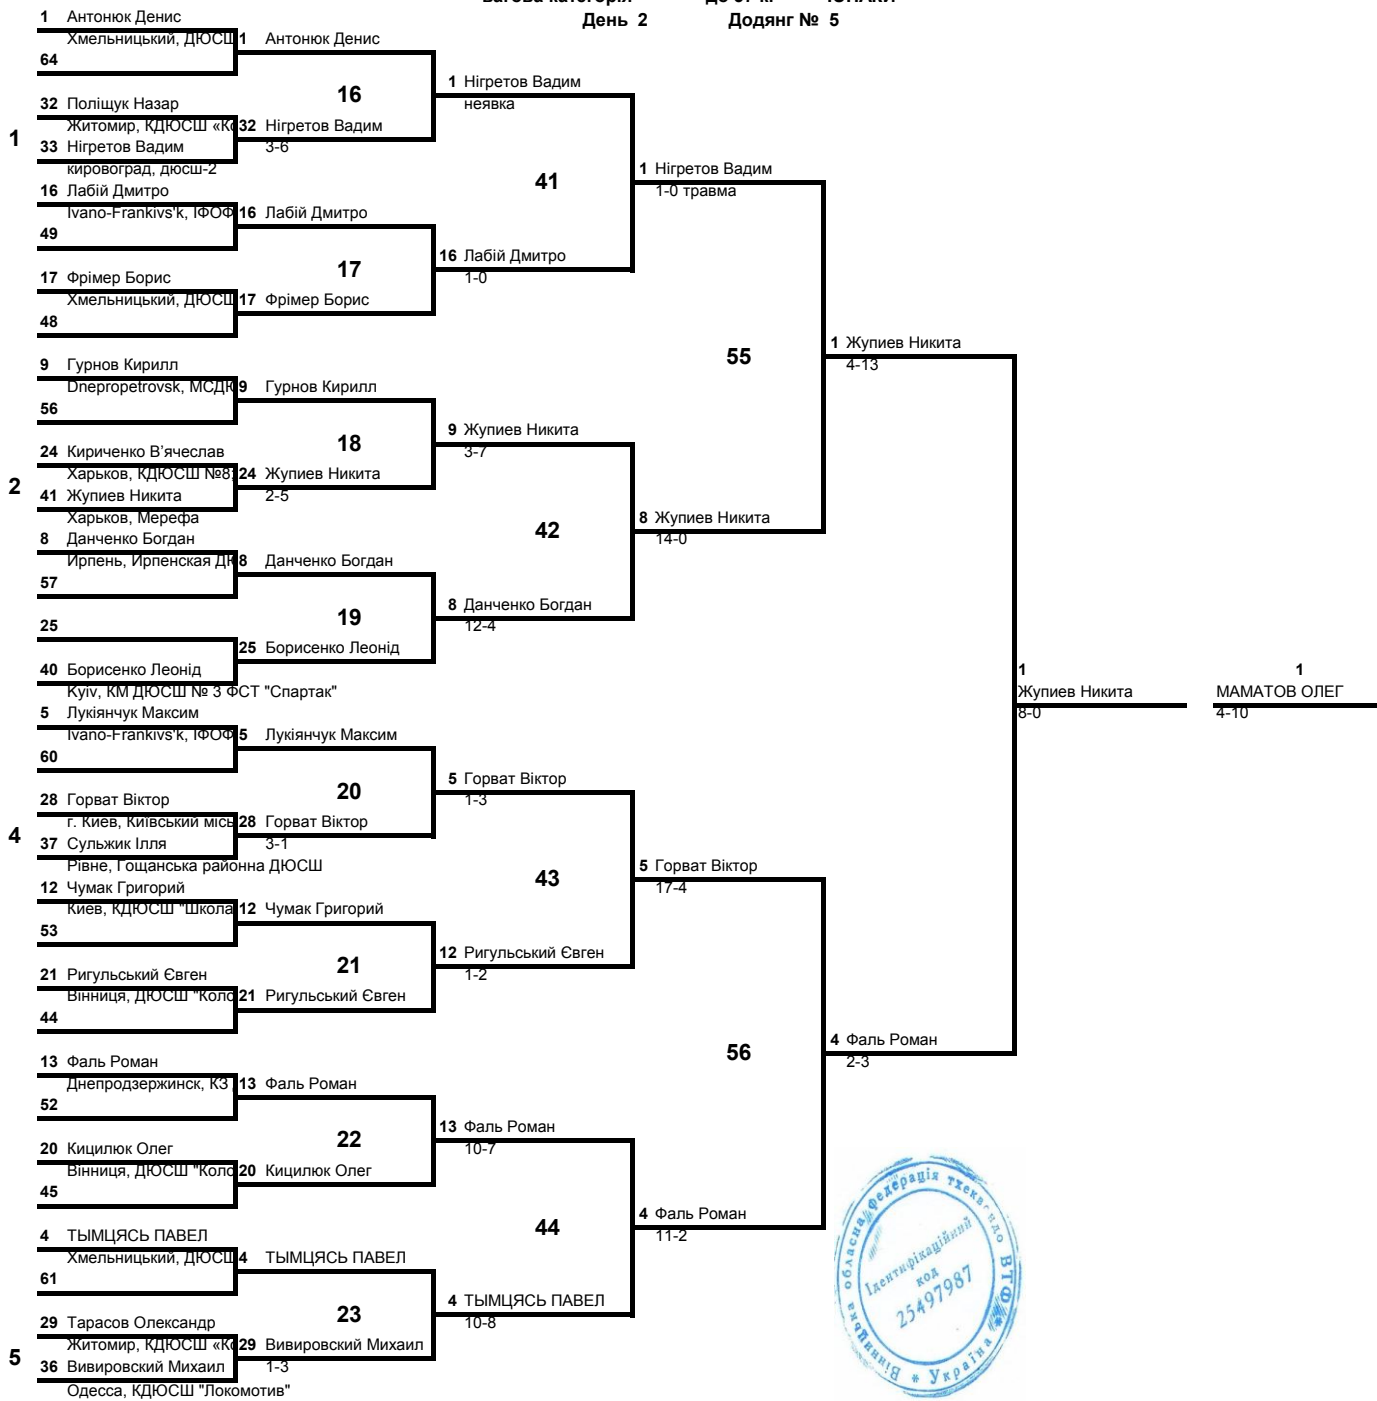 День 2 Додянг № 5
1 Антонюк Денис
Хмельницький, ДЮСШ
64
1 Антонюк Денис
16
32 Поліщук Назар
Житомир, КДЮСШ «Ко
1
33 Нігретов Вадим
кировоград, дюсш-2
32 Нігретов Вадим
3-6
1 Нігретов Вадим
неявка
41
16 Лабій Дмитро
Ivano-Frankivs'k, ІФОФ
49
16 Лабій Дмитро
17
17 Фрімер Борис
Хмельницький, ДЮСШ
48
17 Фрімер Борис
16 Лабій Дмитро
1-0
1 Нігретов Вадим
1-0 травма
55
9 Гурнов Кирилл
Dnepropetrovsk, МСДЮ
56
9 Гурнов Кирилл
18
24 Кириченко В'ячеслав
Харьков, КДЮСШ №8;
2
41 Жупиев Никита
Харьков, Мерефа
24 Жупиев Никита
2-5
9 Жупиев Никита
3-7
42
8 Данченко Богдан
Ирпень, Ирпенская ДЮ
57
8 Данченко Богдан
19
25
40 Борисенко Леонід
Kyiv, КМ ДЮСШ № 3 ФСТ "Спартак"
25 Борисенко Леонід
8 Данченко Богдан
12-4
8 Жупиев Никита
14-0
1 Жупиев Никита
4-13
5 Лукіянчук Максим
Ivano-Frankivs'k, ІФОФ
60
5 Лукіянчук Максим
20
28 Горват Віктор
г. Киев, Київський місь
4
37 Сульжик Ілля
Рівне, Гощанська районна ДЮСШ
28 Горват Віктор
3-1
5 Горват Віктор
1-3
43
12 Чумак Григорий
Киев, КДЮСШ "Школа
53
12 Чумак Григорий
21
21 Ригульський Євген
Вінниця, ДЮСШ "Коло
44
21 Ригульський Євген
12 Ригульський Євген
1-2
5 Горват Віктор
17-4
56
13 Фаль Роман
Днепродзержинск, КЗ
52
13 Фаль Роман
22
20 Кицилюк Олег
Вінниця, ДЮСШ "Коло
45
20 Кицилюк Олег
13 Фаль Роман
10-7
44
4 ТЫМЦЯСЬ ПАВЕЛ
Хмельницький, ДЮСШ
61
4 ТЫМЦЯСЬ ПАВЕЛ
23
29 Тарасов Олександр
Житомир, КДЮСШ «Ко
5
36 Вивировский Михаил
Одесса, КДЮСШ "Локомотив"
29 Вивировский Михаил
1-3
4 ТЫМЦЯСЬ ПАВЕЛ
10-8
4 Фаль Роман
11-2
4 Фаль Роман
2-3
1
Жупиев Никита
8-0
1
МАМАТОВ ОЛЕГ
4-10
Вінницька обласна федерація тхеквондо ВТФ * Україна *
Ідентифікаційний
код
25497987